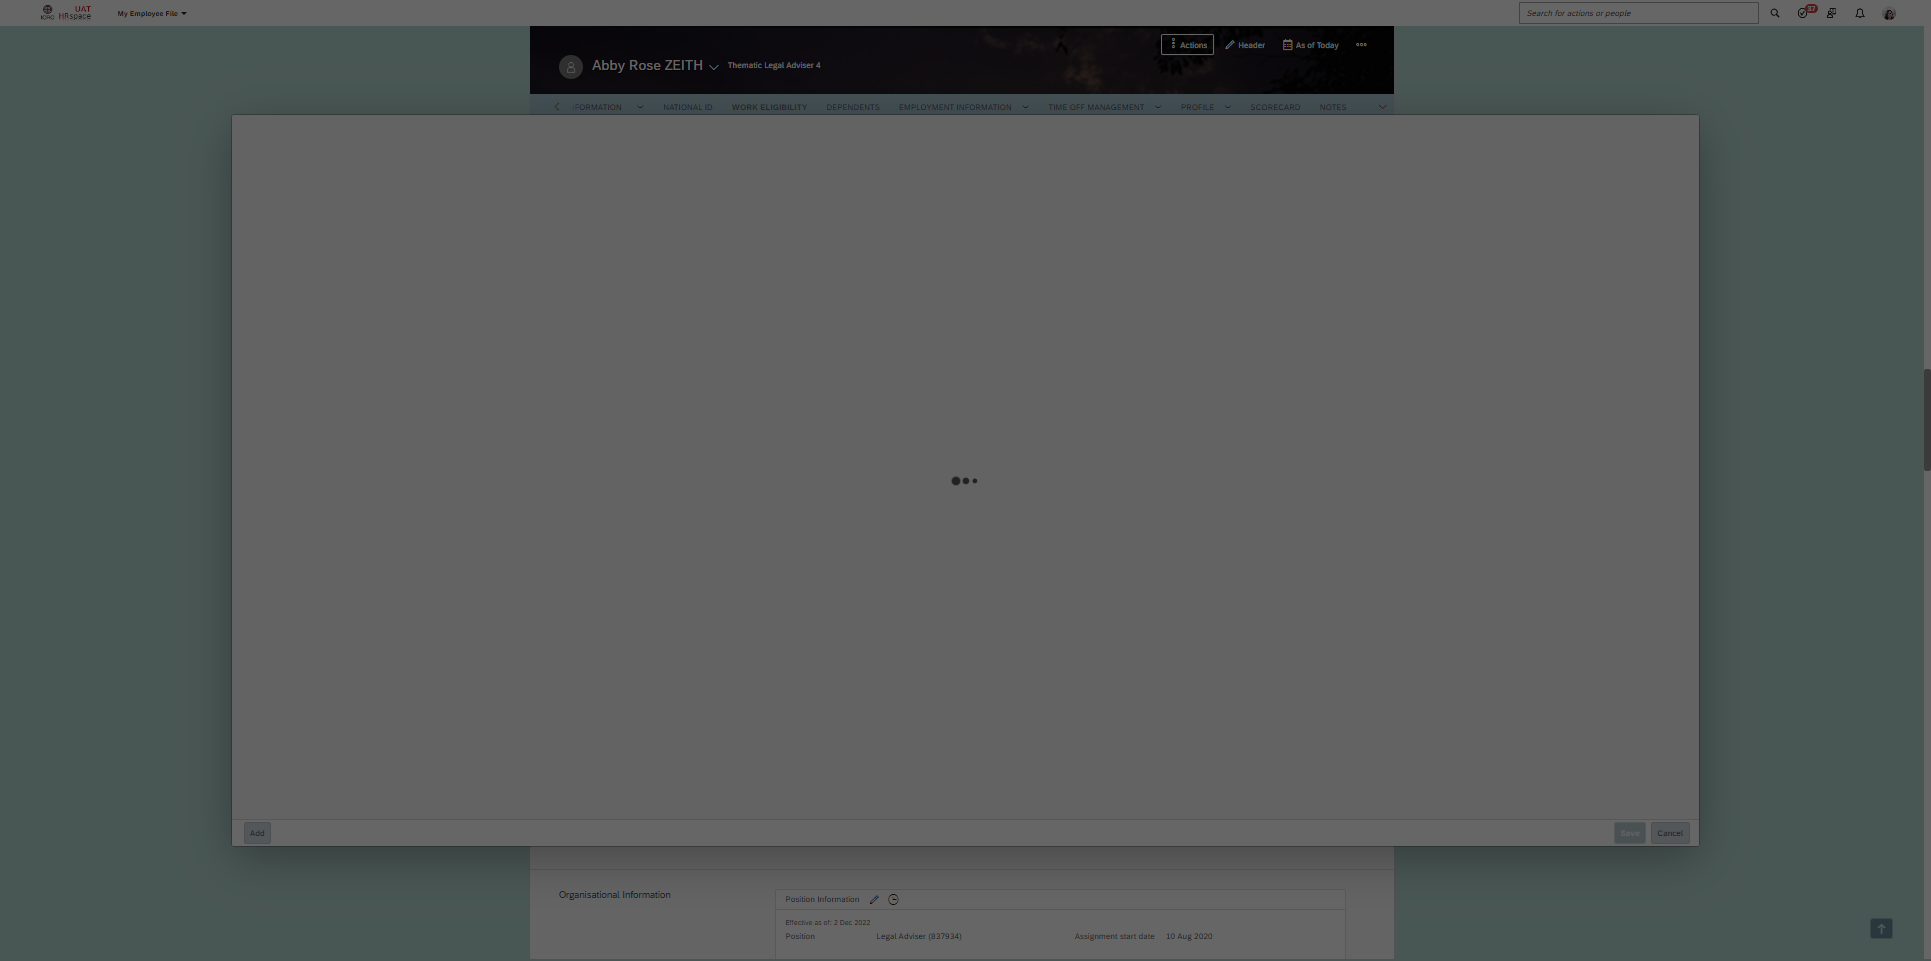 UAT
ICRC HRspace
My Employee File
Search for actions or people
37
Actions
Header
As of Today
Abby Rose ZEITH
Thematic Legal Adviser 4
FORMATION
NATIONAL ID
WORK ELIGIBILITY
DEPENDENTS
EMPLOYMENT INFORMATION
TIME OFF MANAGEMENT
PROFILE
SCORECARD
NOTES
Add
Save
Cancel
Organisational Information
Position Information
Effective as of: 2 Dec 2022
Position
Legal Adviser (837934)
Assignment start date
10 Aug 2020